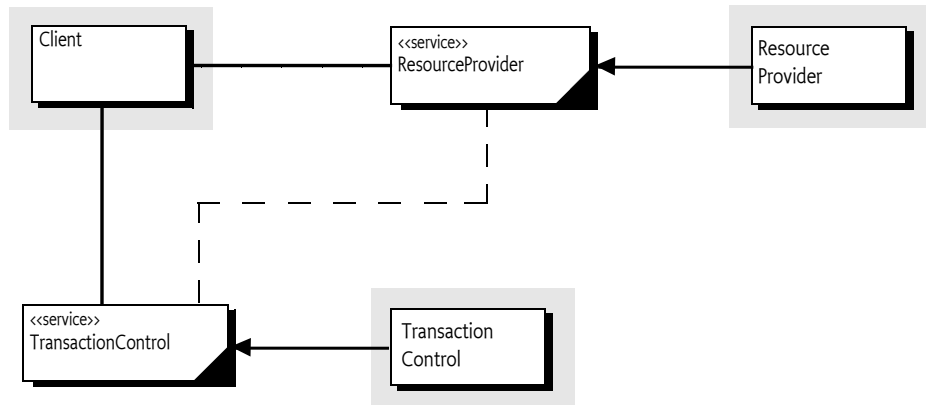 Client
<<service>>
ResourceProvider
Resource
Provider
<<service>>
TransactionControl
Transaction
Control